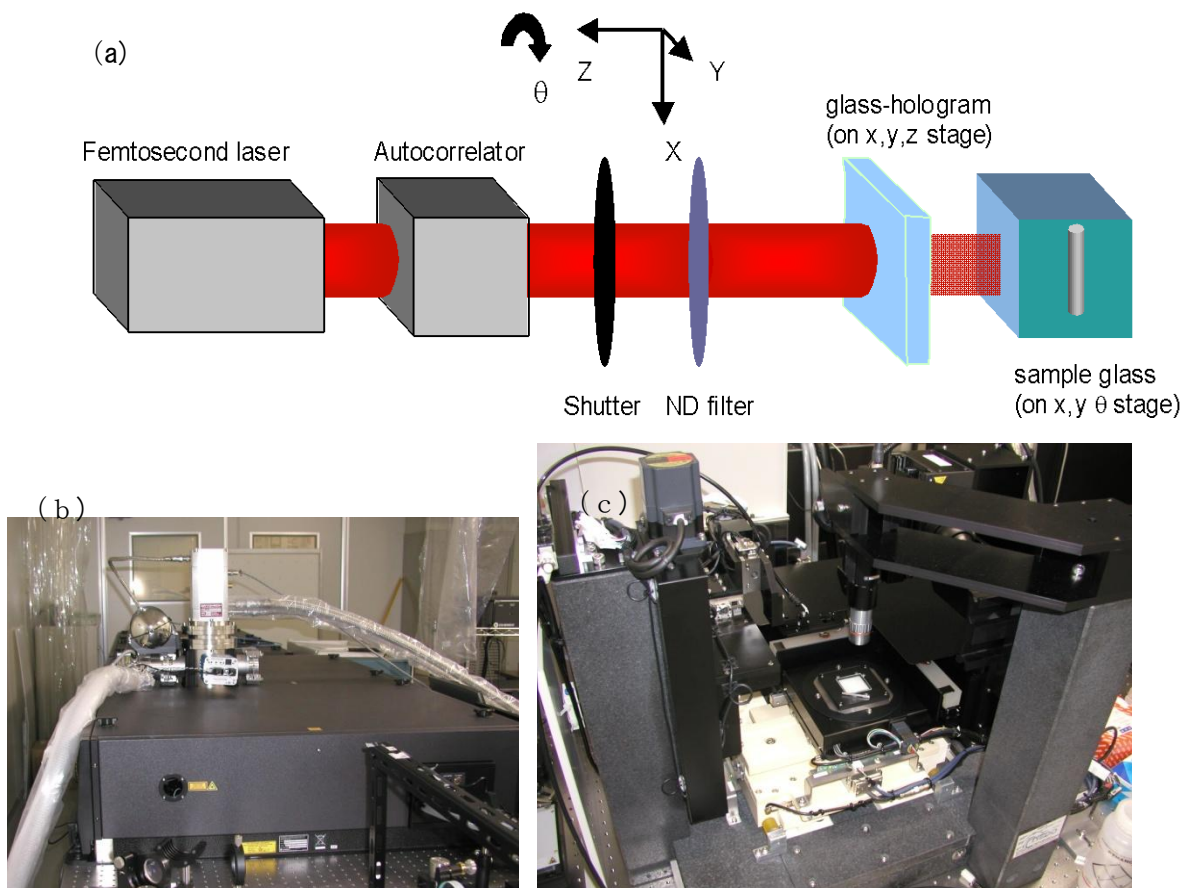 (a)
θ
Z
Y
X
glass-hologram
(on x,y,z stage)
Femtosecond laser
Autocorrelator
Shutter
ND filter
sample glass
(on x,y θ stage)
(b)
(c)